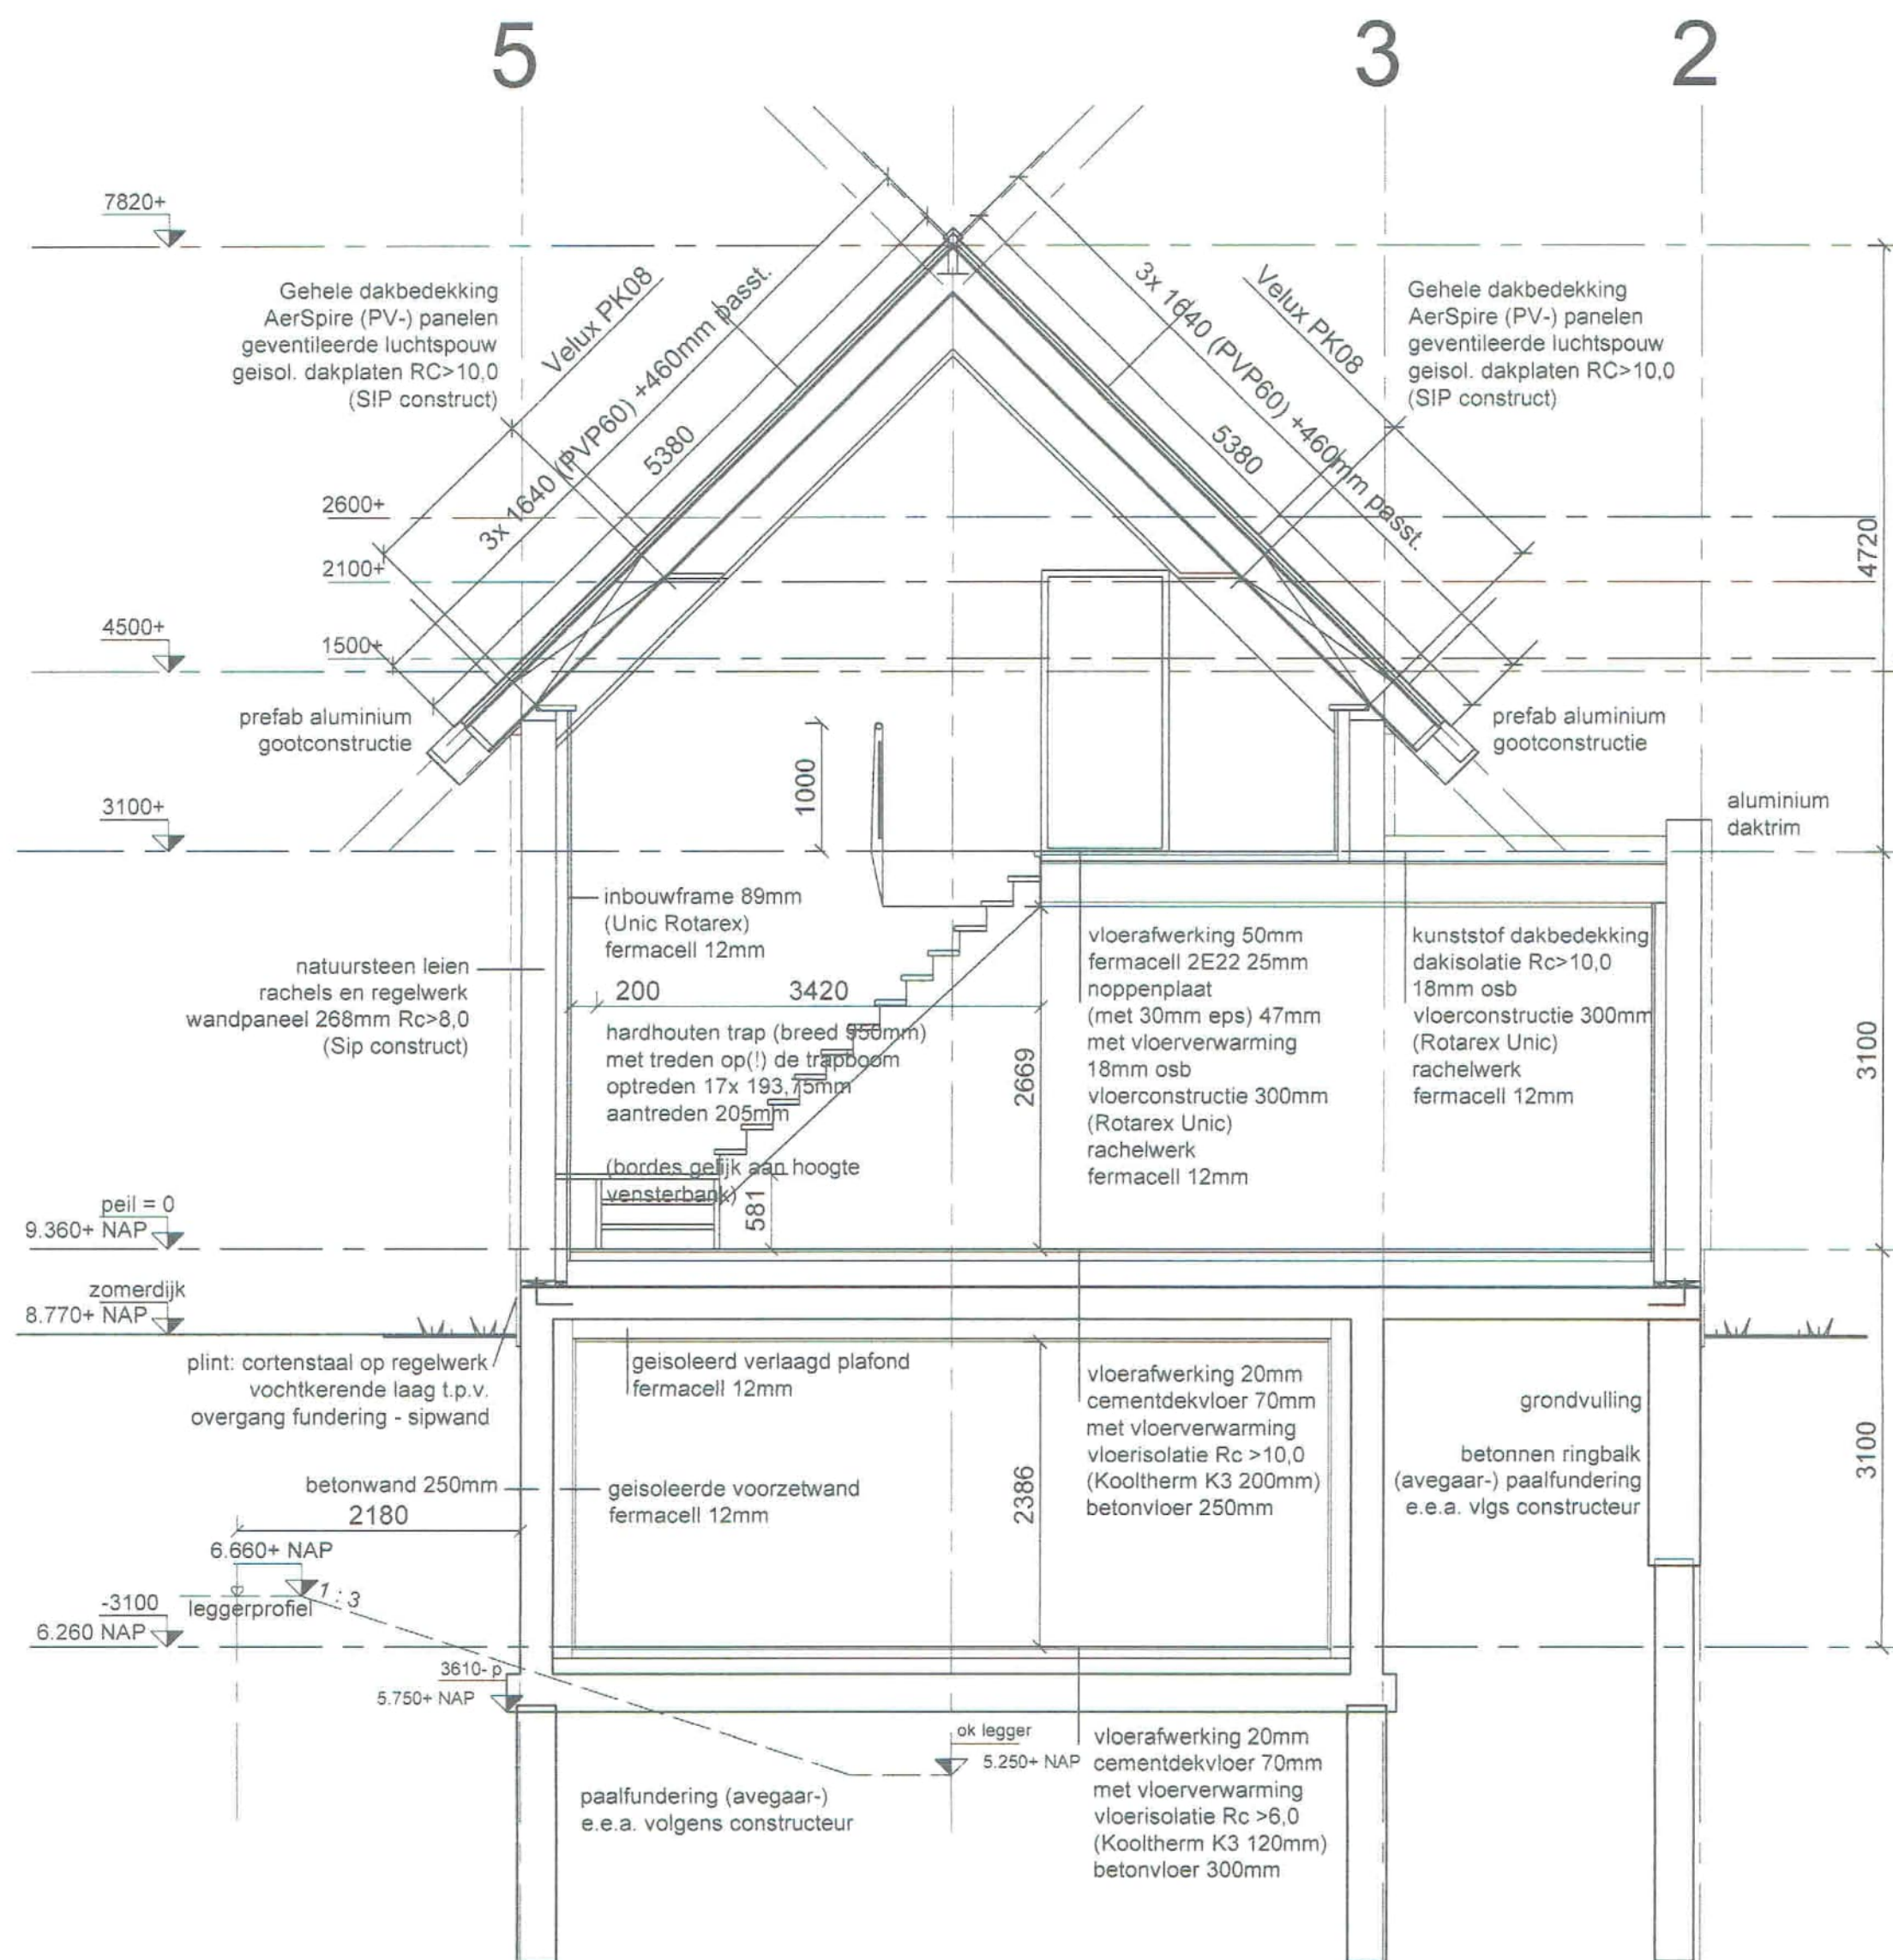 5
3
2
7820+
Gehele dakbedekking
AerSpire (PV-) panelen
geventileerde luchtspouw
geisol. dakplaten RC>10,0
(SIP construct)
Velux PK08
3x 1640 (PVP60) +460mm passt.
5380
3x 1640 (PVP60) +460mm passt.
Velux PK08
5380
Gehele dakbedekking
AerSpire (PV-) panelen
geventileerde luchtspouw
geisol. dakplaten RC>10,0
(SIP construct)
2600+
2100+
4500+
1500+
4720
prefab aluminium
gootconstructie
prefab aluminium
gootconstructie
1000
3100+
aluminium
daktrim
inbouwframe 89mm
(Unic Rotarex)
fermacell 12mm
natuursteen leien
rachels en regelwerk
wandpaneel 268mm Rc>8,0
(Sip construct)
200
3420
hardhouten trap (breed 950mm)
met treden op(!) de trapboom
optreden 17x 193,75mm
aantreden 205mm
(bordes gelijk aan hoogte
vensterbank)
581
2669
vloerafwerking 50mm
fermacell 2E22 25mm
noppenplaat
(met 30mm eps) 47mm
met vloerverwarming
18mm osb
vloerconstructie 300mm
(Rotarex Unic)
rachelwerk
fermacell 12mm
kunststof dakbedekking
dakisolatie Rc>10,0
18mm osb
vloerconstructie 300mm
(Rotarex Unic)
rachelwerk
fermacell 12mm
3100
peil = 0
9.360+ NAP
zomerdijk
8.770+ NAP
plint: cortenstaal op regelwerk
vochtkerende laag t.p.v.
overgang fundering - sipwand
geisoleerd verlaagd plafond
fermacell 12mm
vloerafwerking 20mm
cementdekvloer 70mm
met vloerverwarming
vloerisolatie Rc >10,0
(Kooltherm K3 200mm)
betonvloer 250mm
grondvulling
betonnen ringbalk
(avegaar-) paalfundering
e.e.a. vlgs constructeur
3100
betonwand 250mm
geisoleerde voorzetwand
fermacell 12mm
2386
2180
6.660+ NAP
1 : 3
leggerprofiel
-3100
6.260 NAP
3610- p
5.750+ NAP
ok legger
5.250+ NAP
paalfundering (avegaar-)
e.e.a. volgens constructeur
vloerafwerking 20mm
cementdekvloer 70mm
met vloerverwarming
vloerisolatie Rc >6,0
(Kooltherm K3 120mm)
betonvloer 300mm